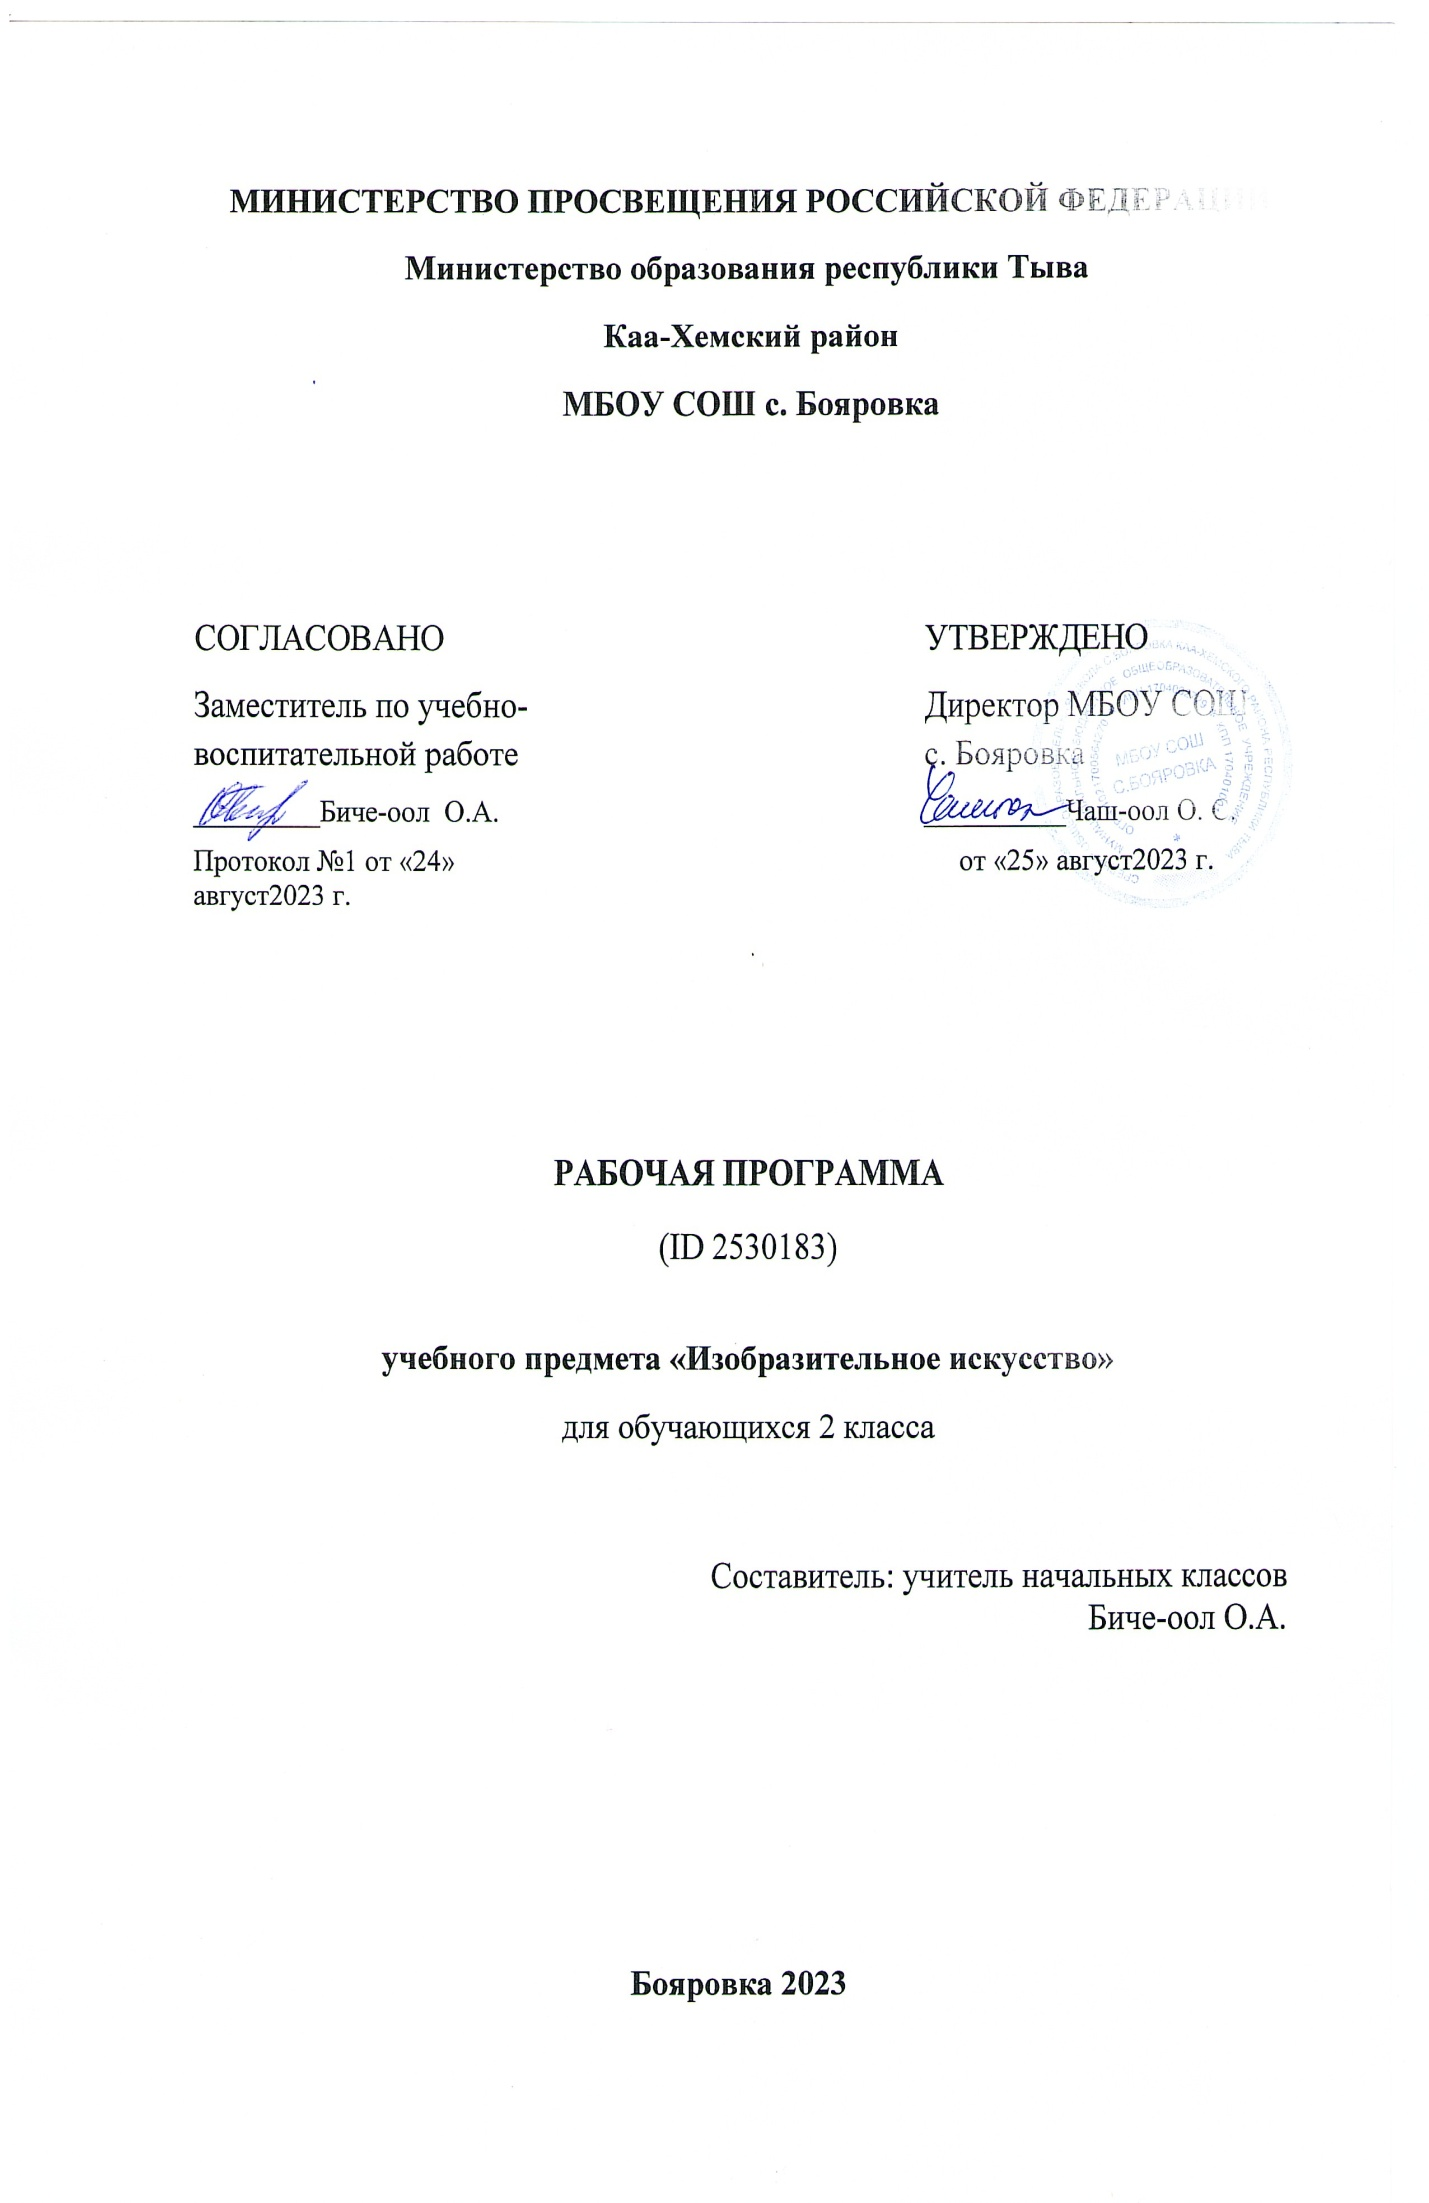 МИНИСТЕРСТВО ПРОСВЕЩЕНИЯ РОССИЙСКОЙ ФЕДЕРАЦИИ
Министерство образования республики Тыва
Каа-Хемский район
МБОУ СОШ с. Бояровка
СОГЛАСОВАНО
Заместитель по учебно-
воспитательной работе
Биче-оол О.А.
Протокол №1 от «24»
август2023 г.
УТВЕРЖДЕНО
Директор МБОУ СОШ
с. Бояровка
Чаш-оол О. С.
от «25» август2023 г.
МБОУ СОШ
С.БОЯРОВКА
РАБОЧАЯ ПРОГРАММА
(ID 2530183)
учебного предмета «Изобразительное искусство»
для обучающихся 2 класса
Составитель: учитель начальных классов
Биче-оол О.А.
Бояровка 2023